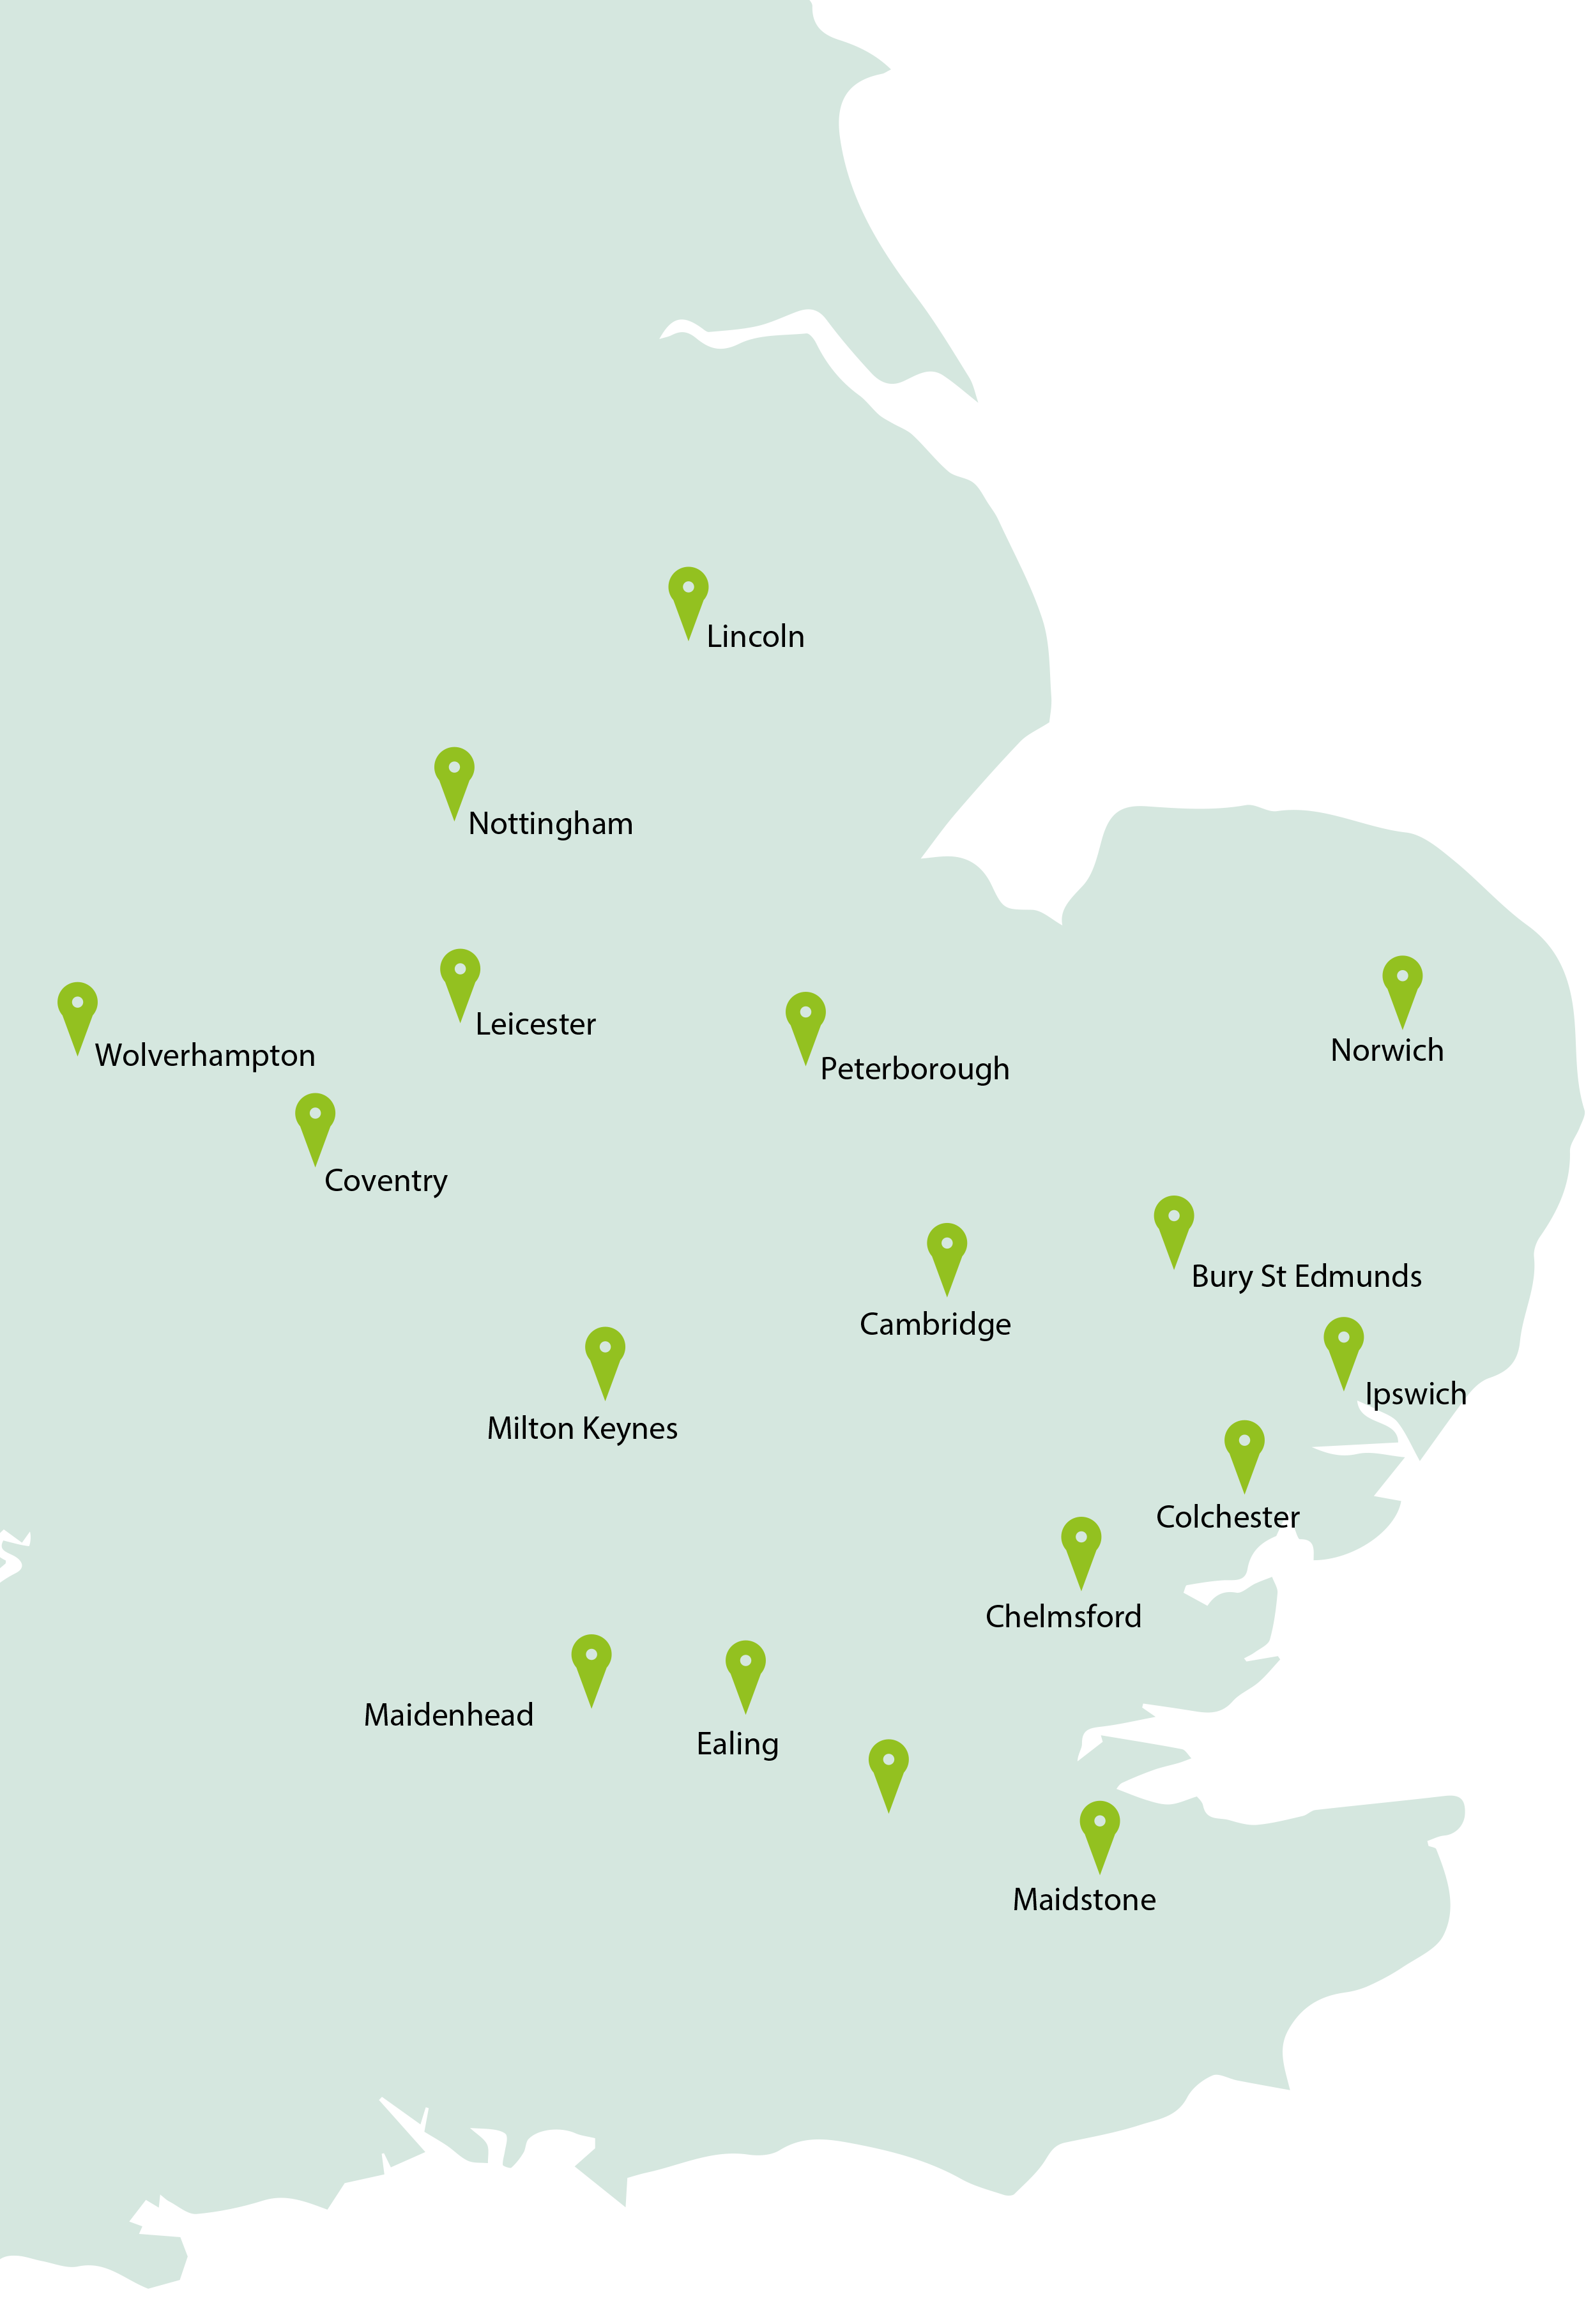 Lincoln
Nottingham
Leicester
Wolverhampton
Peterborough
Norwich
Coventry
Bury St Edmunds
Cambridge
Ipswich
Milton Keynes
Colchester
Chelmsford
Maidenhead
Ealing
Maidstone